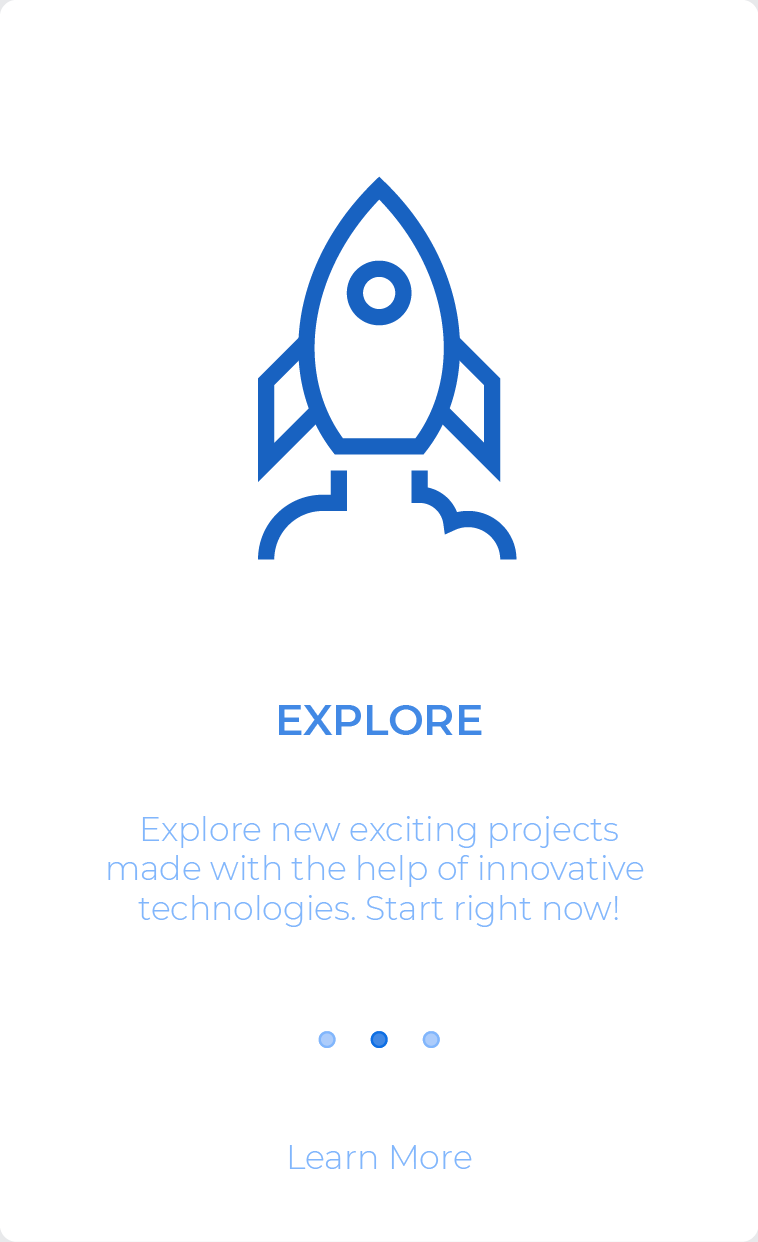 EXPLORE
Explore new exciting projects
made with the help of innovative
technologies. Start right now!
Learn More